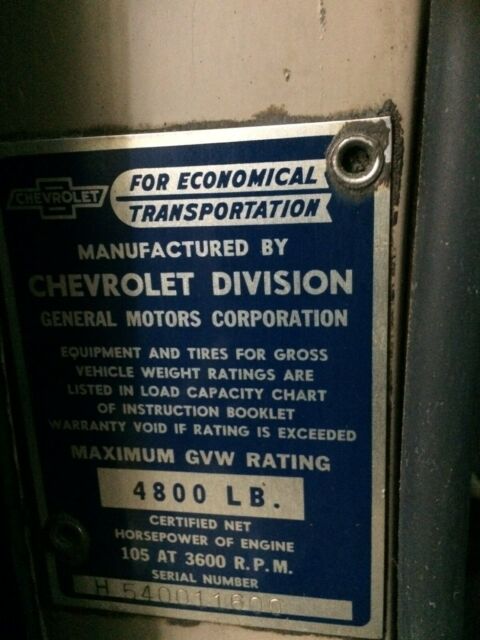 CHEVROLET
FOR ECONOMICAL
TRANSPORTATION
MANUFACTURED BY
CHEVROLET DIVISION
GENERAL MOTORS CORPORATION
EQUIPMENT AND TIRES FOR GROSS
VEHICLE WEIGHT RATINGS ARE
LISTED IN LOAD CAPACITY CHART
OF INSTRUCTION BOOKLET
WARRANTY VOID IF RATING IS EXCEEDED
MAXIMUM GVW RATING
4800 LB.
CERTIFIED NET
HORSEPOWER OF ENGINE
105 AT 3600 R.P.M.
SERIAL NUMBER
H 540011600